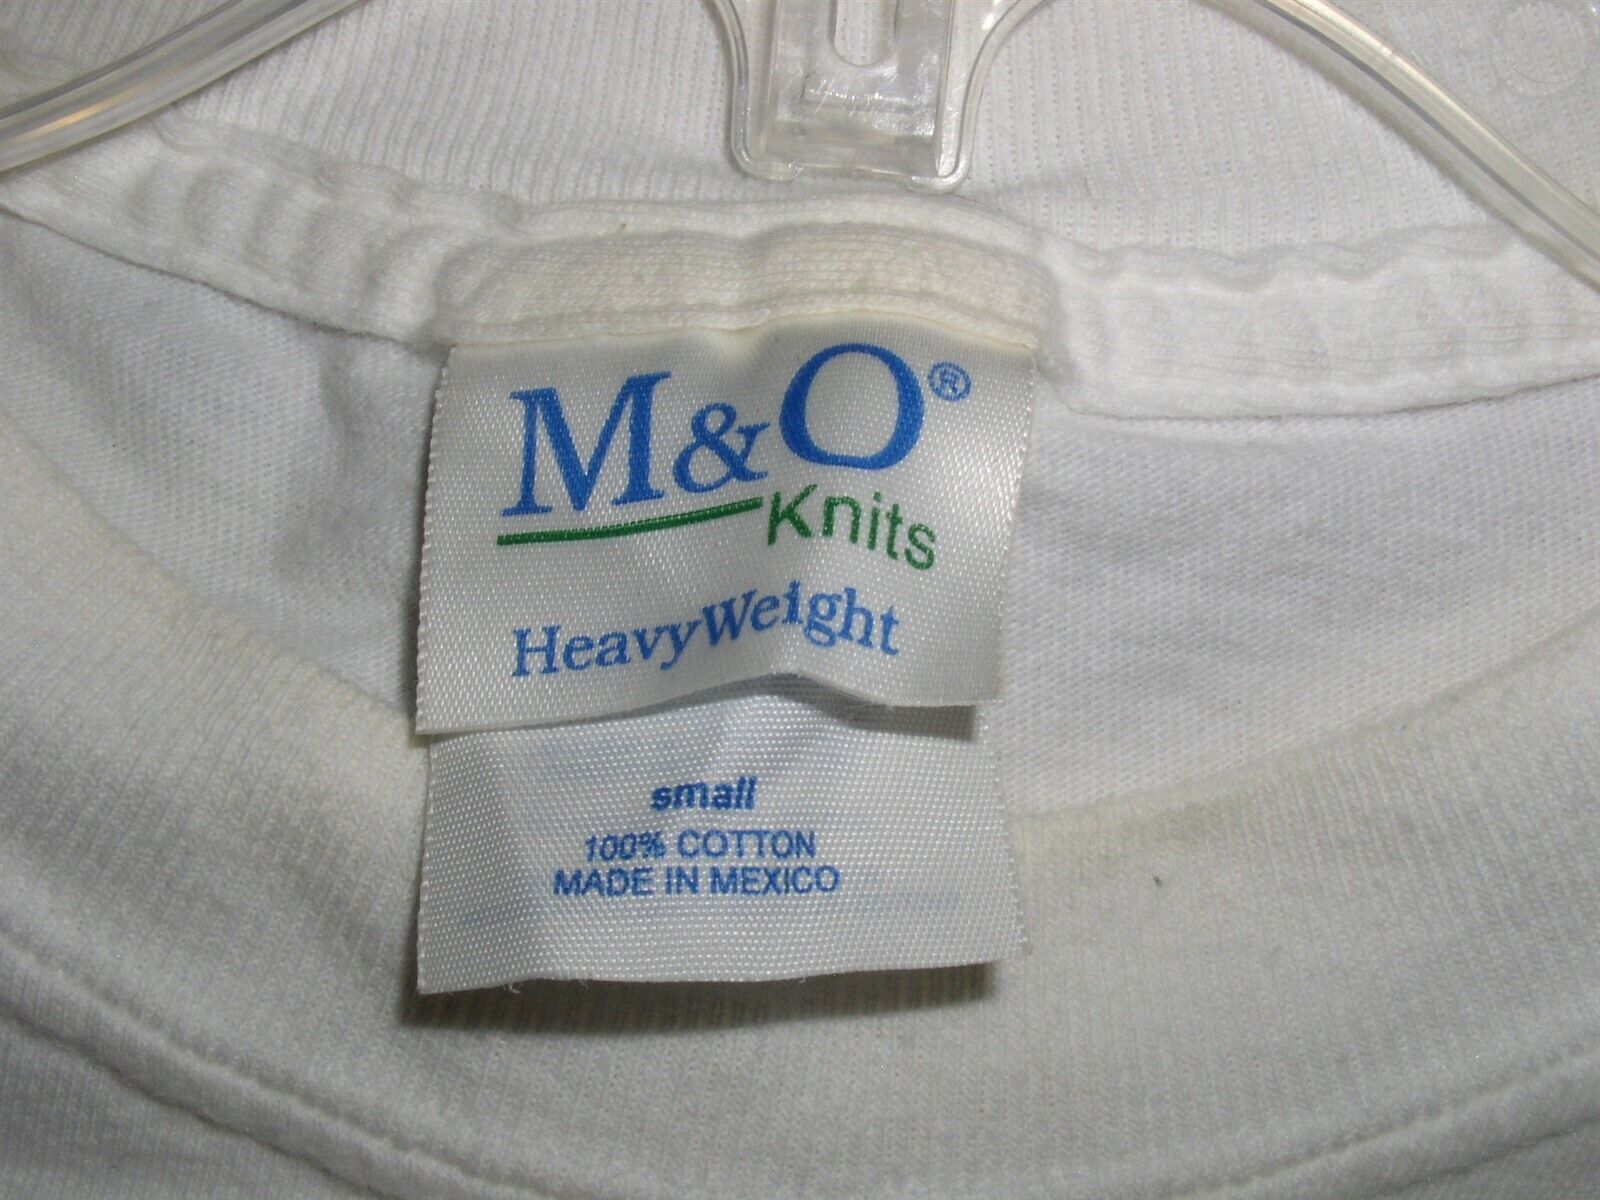 M&O®
Knits
HeavyWeight
small
100% COTTON
MADE IN MEXICO